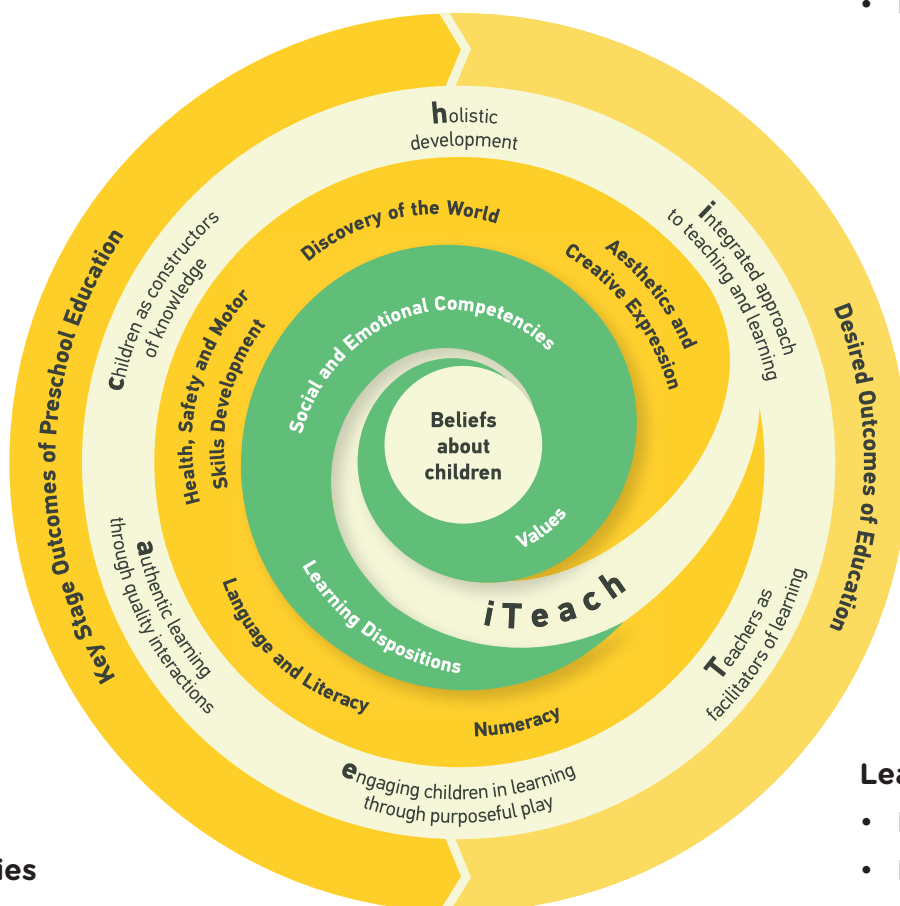 Key Stage Outcomes of Preschool Education
Desired Outcomes of Education
holistic
development
integrated approach
to teaching and learning
Teachers as
facilitators of learning
engaging children in learning
through purposeful play
authentic learning
through quality interactions
children as constructors
of knowledge
Discovery of the World
Aesthetics and
Creative Expression
Health, Safety and Motor
Skills Development
Language and Literacy
Numeracy
Social and Emotional Competencies
Learning Dispositions
Values
iTeach
Beliefs
about
children
ies
Lea